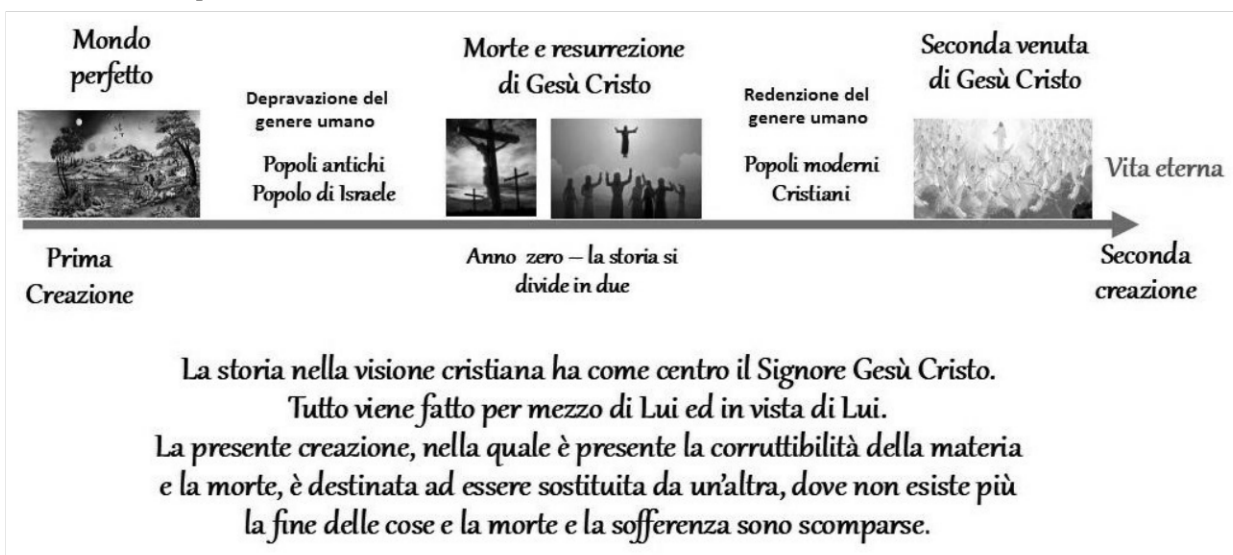 Mondo
perfetto
Depravazione del
genere umano
Popoli antichi
Popolo di Israele
Morte e resurrezione
di Gesù Cristo
Redenzione del
genere umano
Popoli moderni
Cristiani
Seconda venuta
di Gesù Cristo
Vita eterna
Prima
Creazione
Anno zero – la storia si
divide in due
Seconda
creazione
La storia nella visione cristiana ha come centro il Signore Gesù Cristo.
Tutto viene fatto per mezzo di Lui ed in vista di Lui.
La presente creazione, nella quale è presente la corruttibilità della materia
e la morte, è destinata ad essere sostituita da un'altra, dove non esiste più
la fine delle cose e la morte e la sofferenza sono scomparse.